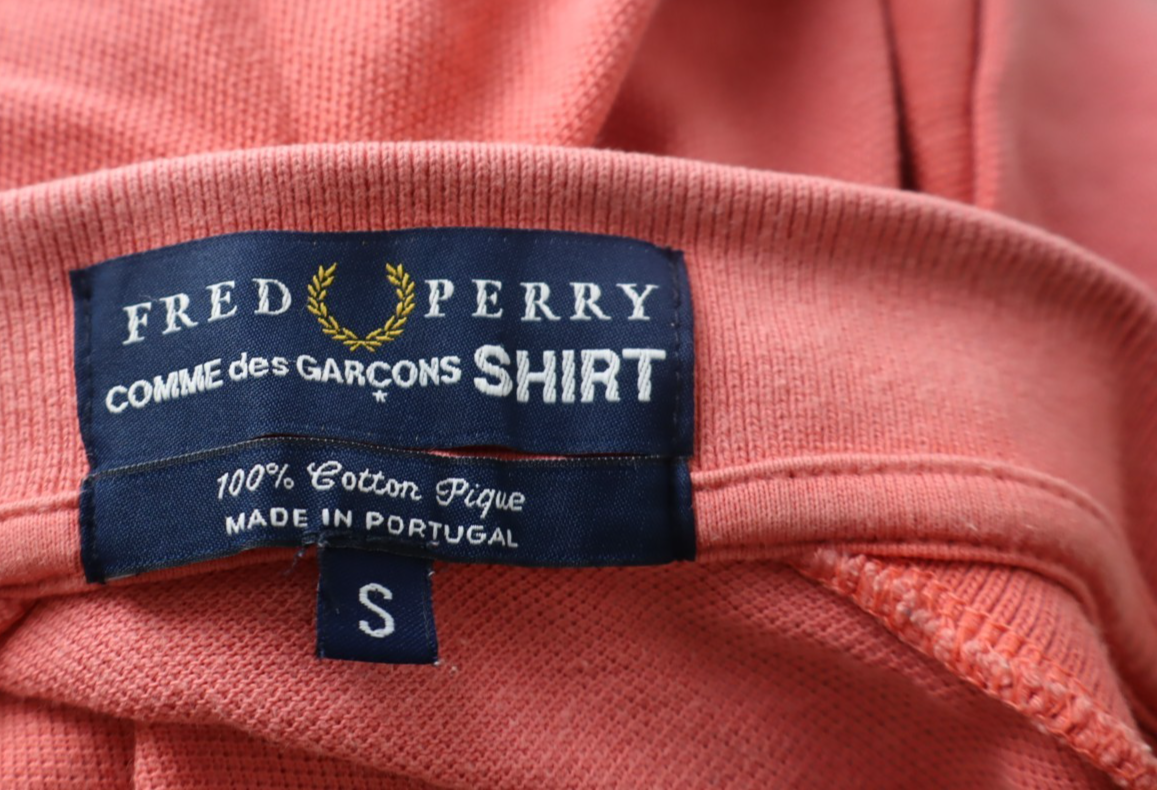 FRED PERRY
COMME des GARÇONS SHIRT
*
100% Cotton Pique
MADE IN PORTUGAL
S